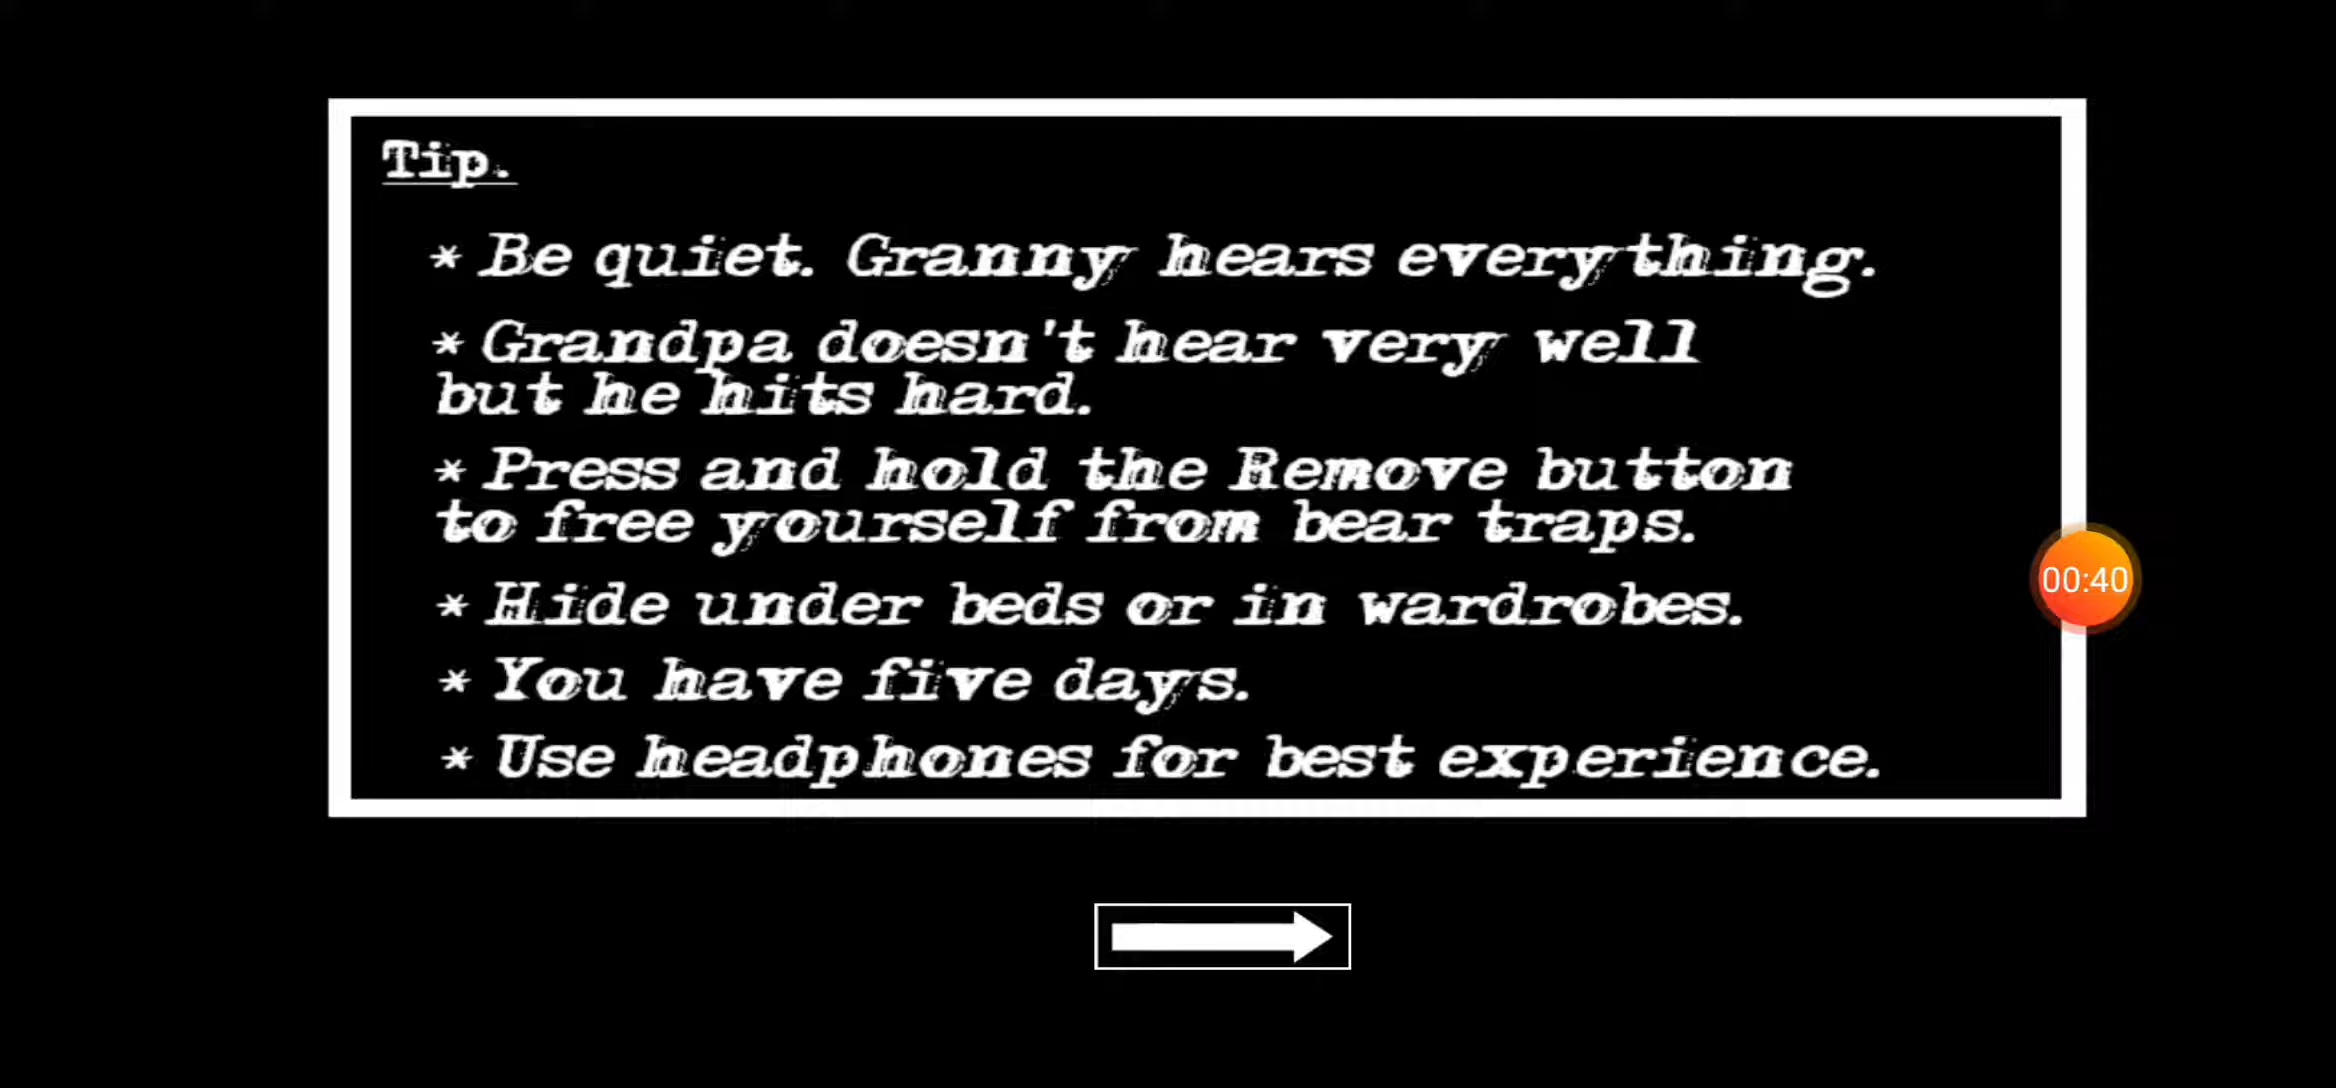 Tip.
* Be quiet. Granny hears everything.
* Grandpa doesn't hear very well
but he hits hard.
* Press and hold the Remove button
to free yourself from bear traps.
* Hide under beds or in wardrobes.
* You have five days.
* Use headphones for best experience.
00:40